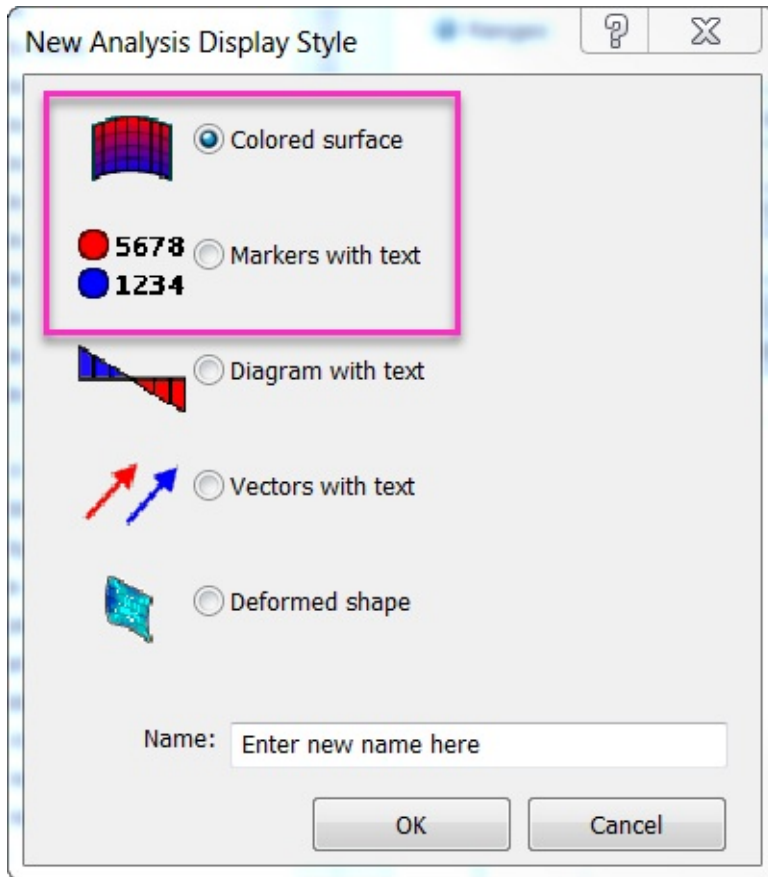 New Analysis Display Style
Colored surface
5678
1234
Markers with text
Diagram with text
Vectors with text
Deformed shape
Name: Enter new name here
OK Cancel